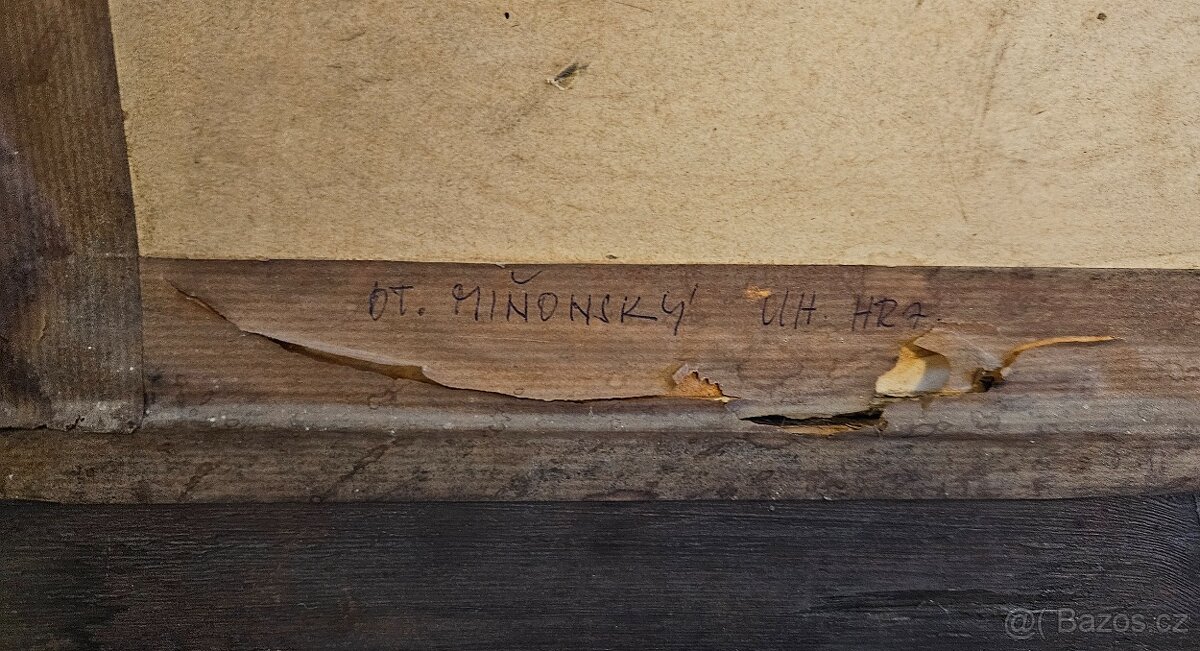 OT. MIŇONSKÝ UH. HRA.
@( Bazos.cz